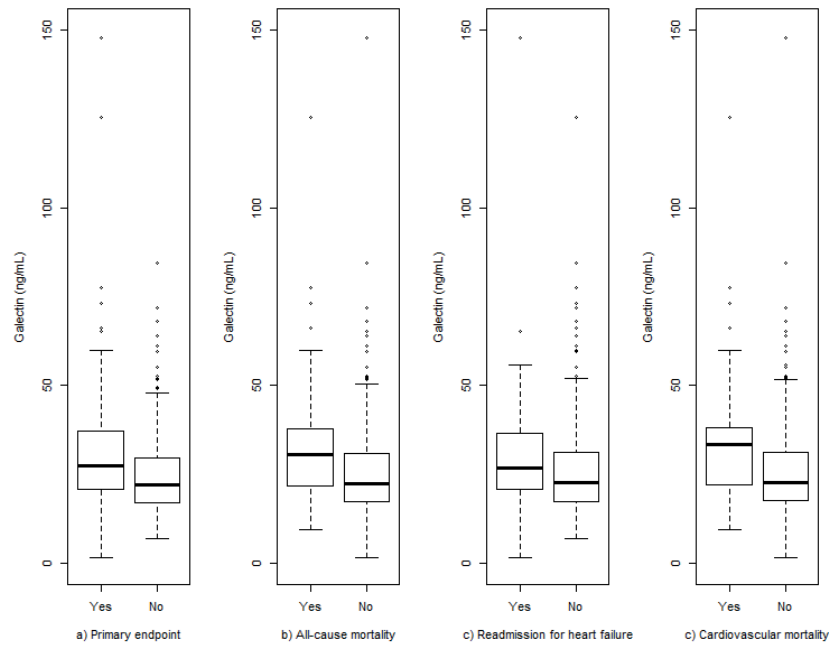 150
100
50
0
Galectin (ng/mL)
Yes No
a) Primary endpoint
150
100
50
0
Galectin (ng/mL)
Yes No
b) All-cause mortality
150
100
50
0
Galectin (ng/mL)
Yes No
c) Readmission for heart failure
150
100
50
0
Galectin (ng/mL)
Yes No
c) Cardiovascular mortality